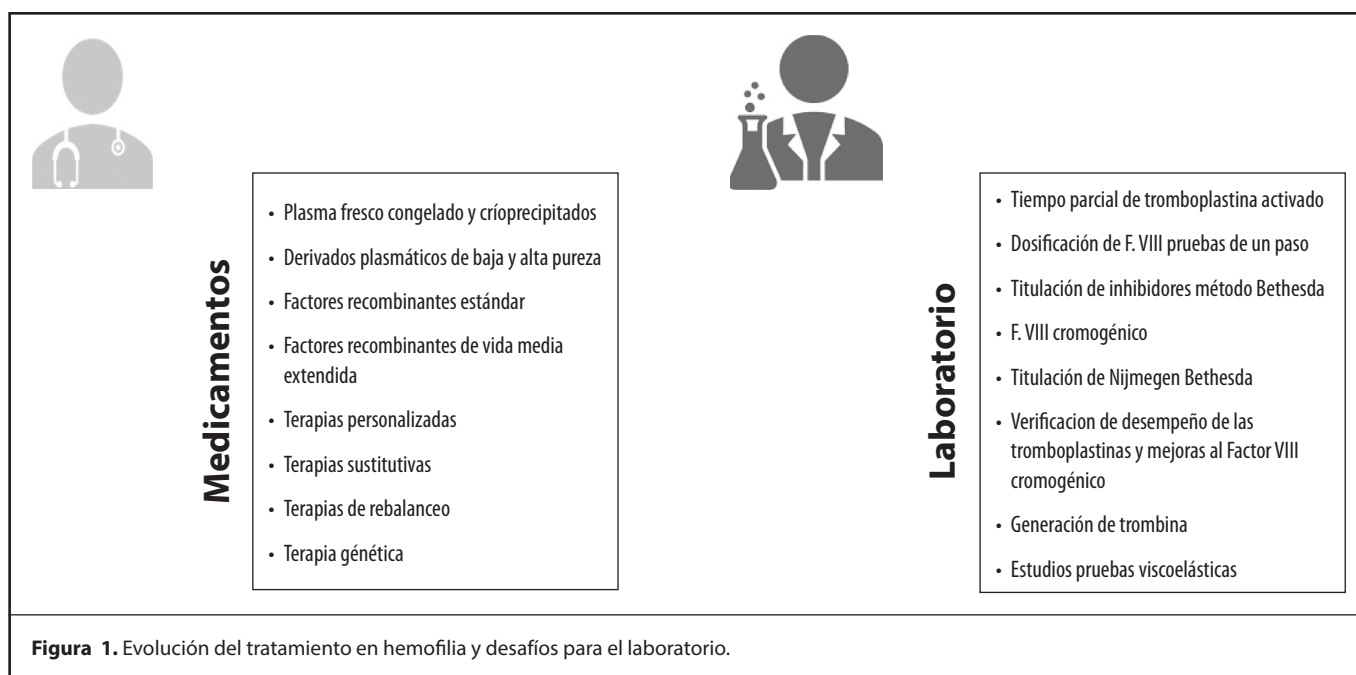 Medicamentos
• Plasma fresco congelado y críoprecipitados
• Derivados plasmáticos de baja y alta pureza
• Factores recombinantes estándar
• Factores recombinantes de vida media
extendida
• Terapias personalizadas
• Terapias sustitutivas
• Terapias de rebalanceo
• Terapia génética
Laboratorio
• Tiempo parcial de tromboplastina activado
• Dosificación de F. VIII pruebas de un paso
• Titulación de inhibidores método Bethesda
• F. VIII cromogénico
• Titulación de Nijmegen Bethesda
• Verificacion de desempeño de las
tromboplastinas y mejoras al Factor VIII
cromogénico
• Generación de trombina
• Estudios pruebas viscoelásticas
Figura 1. Evolución del tratamiento en hemofilia y desafíos para el laboratorio.